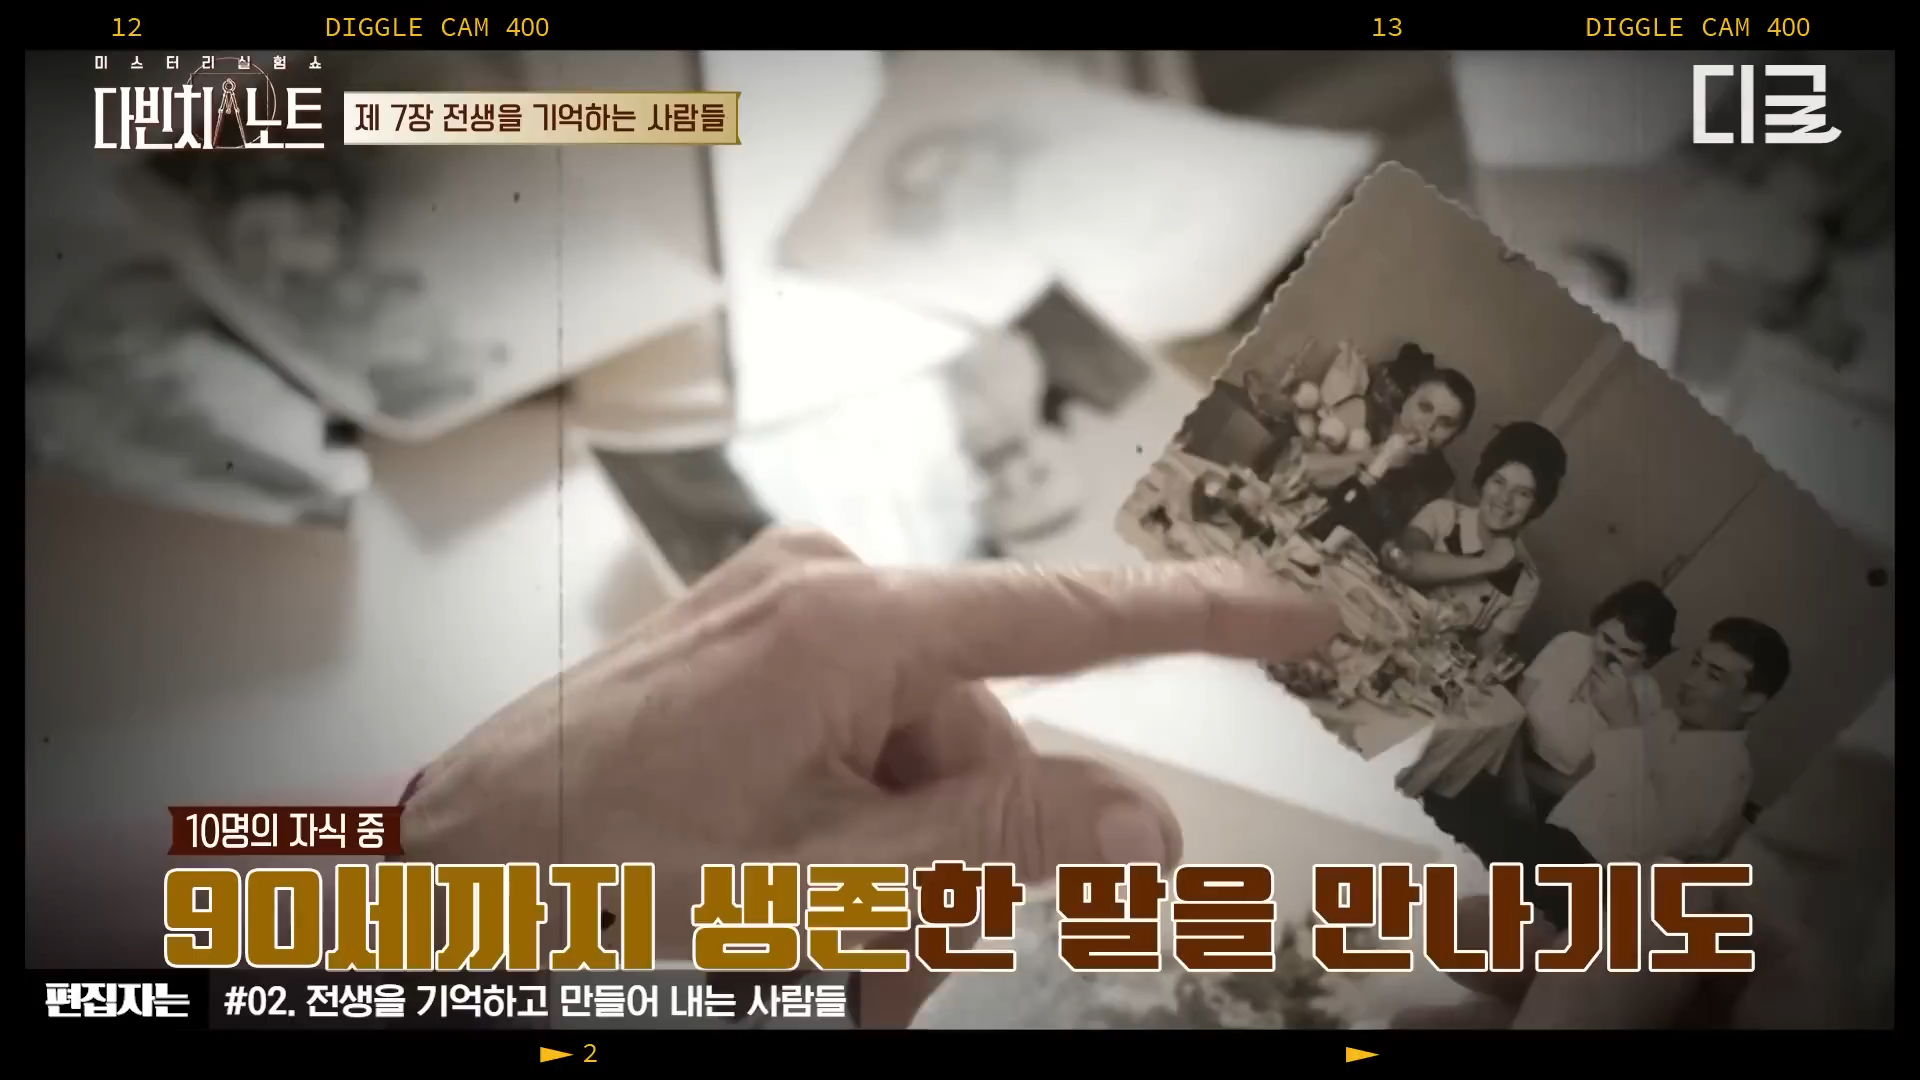 12 DIGGLE CAM 400 13 DIGGLE CAM 400
미스터리실험쇼
다빈치노트
제 7장 전생을 기억하는 사람들
디글
10명의 자식 중
90세까지 생존한 딸을 만나기도
편집자는 #02. 전생을 기억하고 만들어 내는 사람들
2